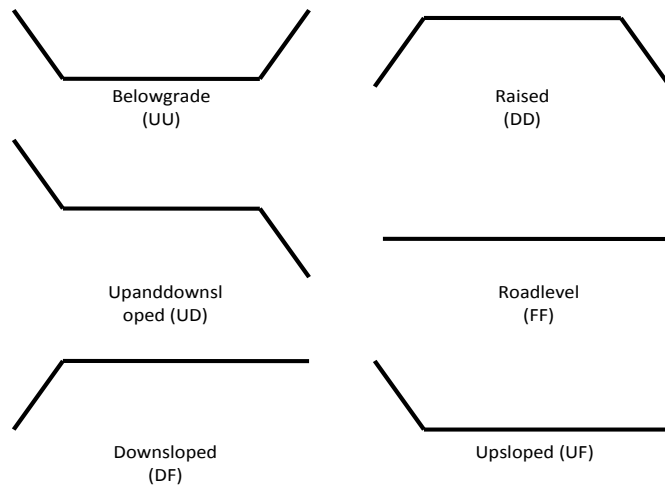 Belowgrade
(UU)
Raised
(DD)
Upanddownsl
oped (UD)
Roadlevel
(FF)
Downsloped
(DF)
Upsloped (UF)